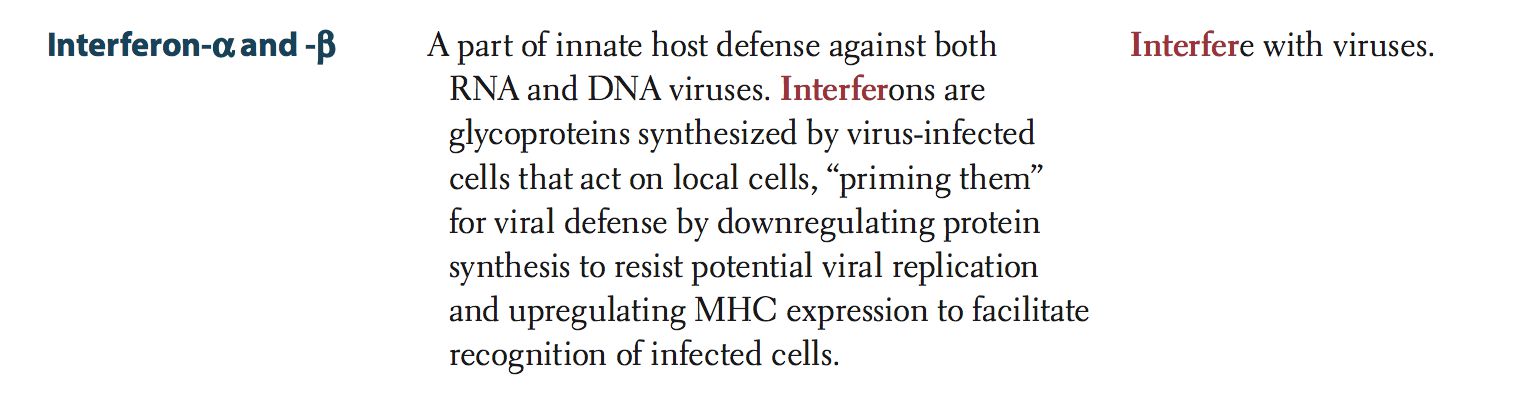 Interferon-α and -β
A part of innate host defense against both
RNA and DNA viruses. Interferons are
glycoproteins synthesized by virus-infected
cells that act on local cells, “priming them”
for viral defense by downregulating protein
synthesis to resist potential viral replication
and upregulating MHC expression to facilitate
recognition of infected cells.
Interfere with viruses.